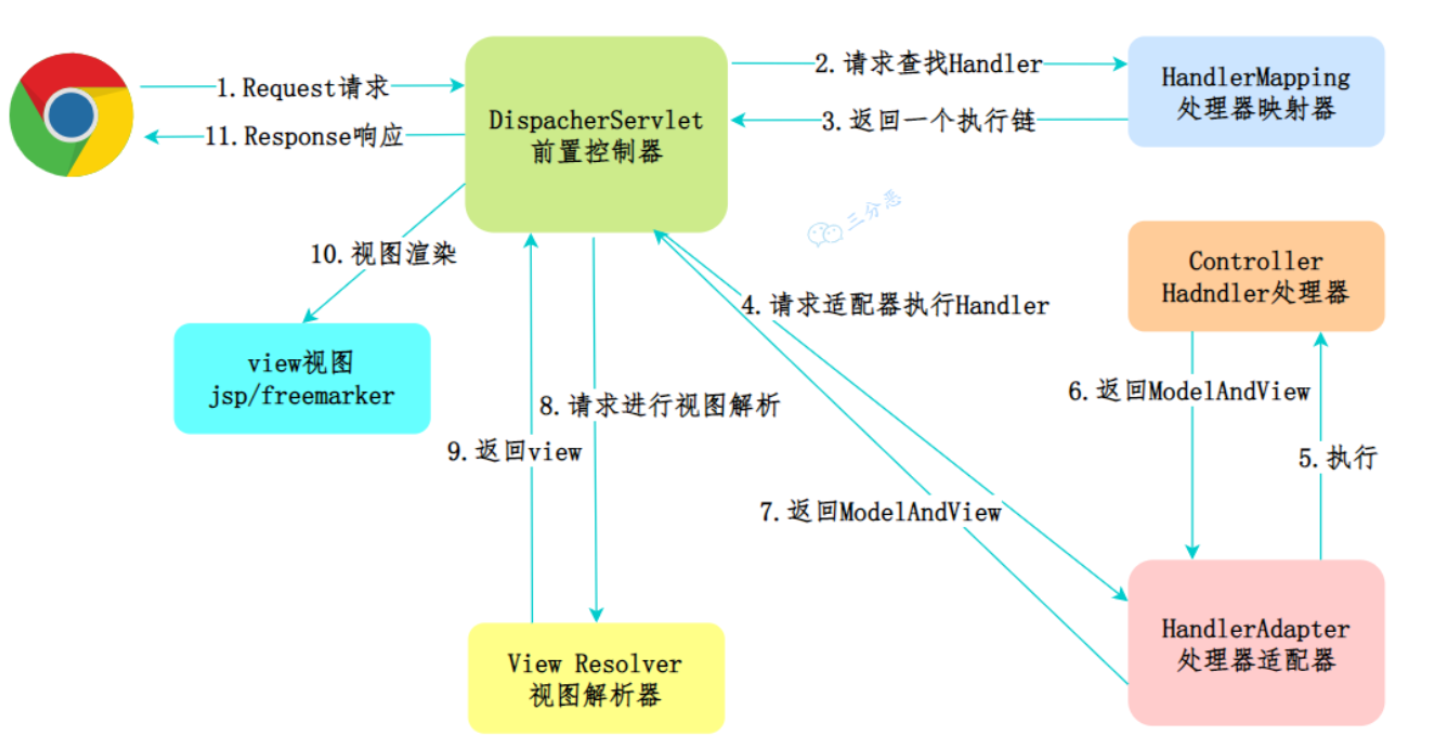 1.Request请求
11.Response响应
DispacherServlet
前置控制器
2.请求查找Handler
3.返回一个执行链
HandlerMapping
处理器映射器
三分恶
10.视图渲染
4.请求适配器执行Handler
Controller
Hadndler处理器
view视图
jsp/freemarker
8.请求进行视图解析
9.返回view
6.返回ModelAndView
5.执行
7.返回ModelAndView
View Resolver
视图解析器
HandlerAdapter
处理器适配器